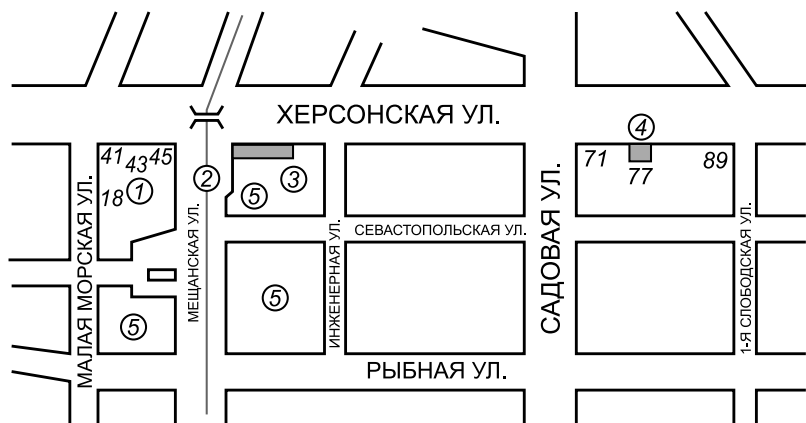 ХЕРСОНСКАЯ УЛ.
4
41 43 45
18 1
2
3
5
71
77
89
МАЛАЯ МОРСКАЯ УЛ.
МЕЩАНСКАЯ УЛ.
ИНЖЕНЕРНАЯ УЛ.
СЕВАСТОПОЛЬСКАЯ УЛ.
САДОВАЯ УЛ.
1-Я СЛОБОДСКАЯ УЛ.
5
5
РЫБНАЯ УЛ.